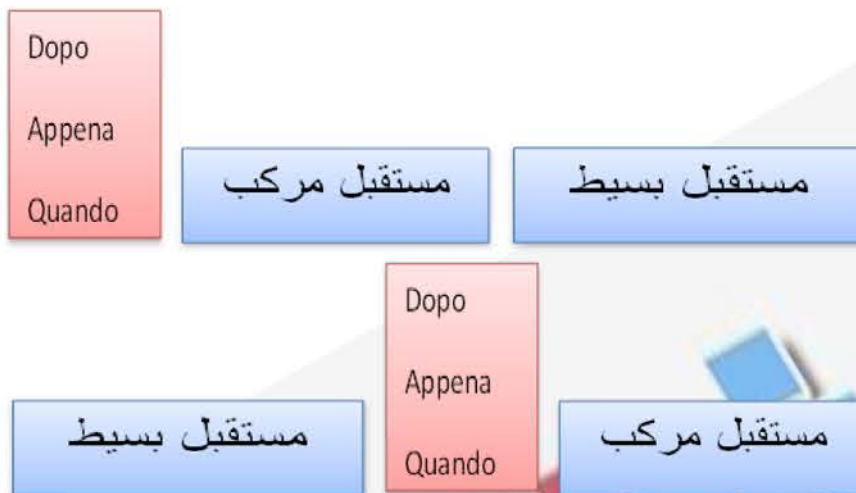 Dopo
Appena
Quando
مستقبل مركب
مستقبل بسيط
مستقبل بسيط
Dopo
Appena
Quando
مستقبل مركب